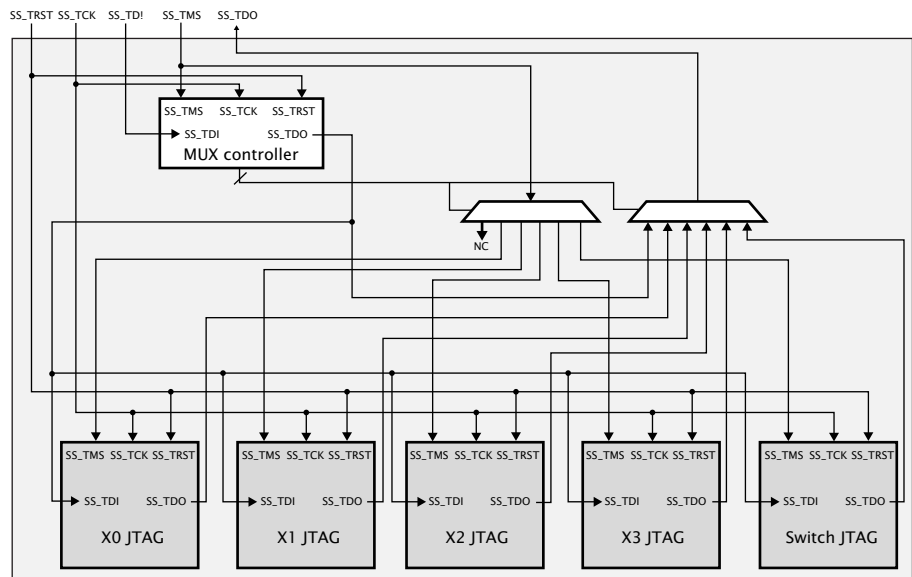 SS_TRST SS_TCK SS_TD! SS_TMS SS_TDO
SS_TMS SS_TCK SS_TRST
SS_TDI SS_TDO
MUX controller
NC
SS_TMS SS_TCK SS_TRST
SS_TDI SS_TDO
X0 JTAG
SS_TMS SS_TCK SS_TRST
SS_TDI SS_TDO
X1 JTAG
SS_TMS SS_TCK SS_TRST
SS_TDI SS_TDO
X2 JTAG
SS_TMS SS_TCK SS_TRST
SS_TDI SS_TDO
X3 JTAG
SS_TMS SS_TCK SS_TRST
SS_TDI SS_TDO
Switch JTAG